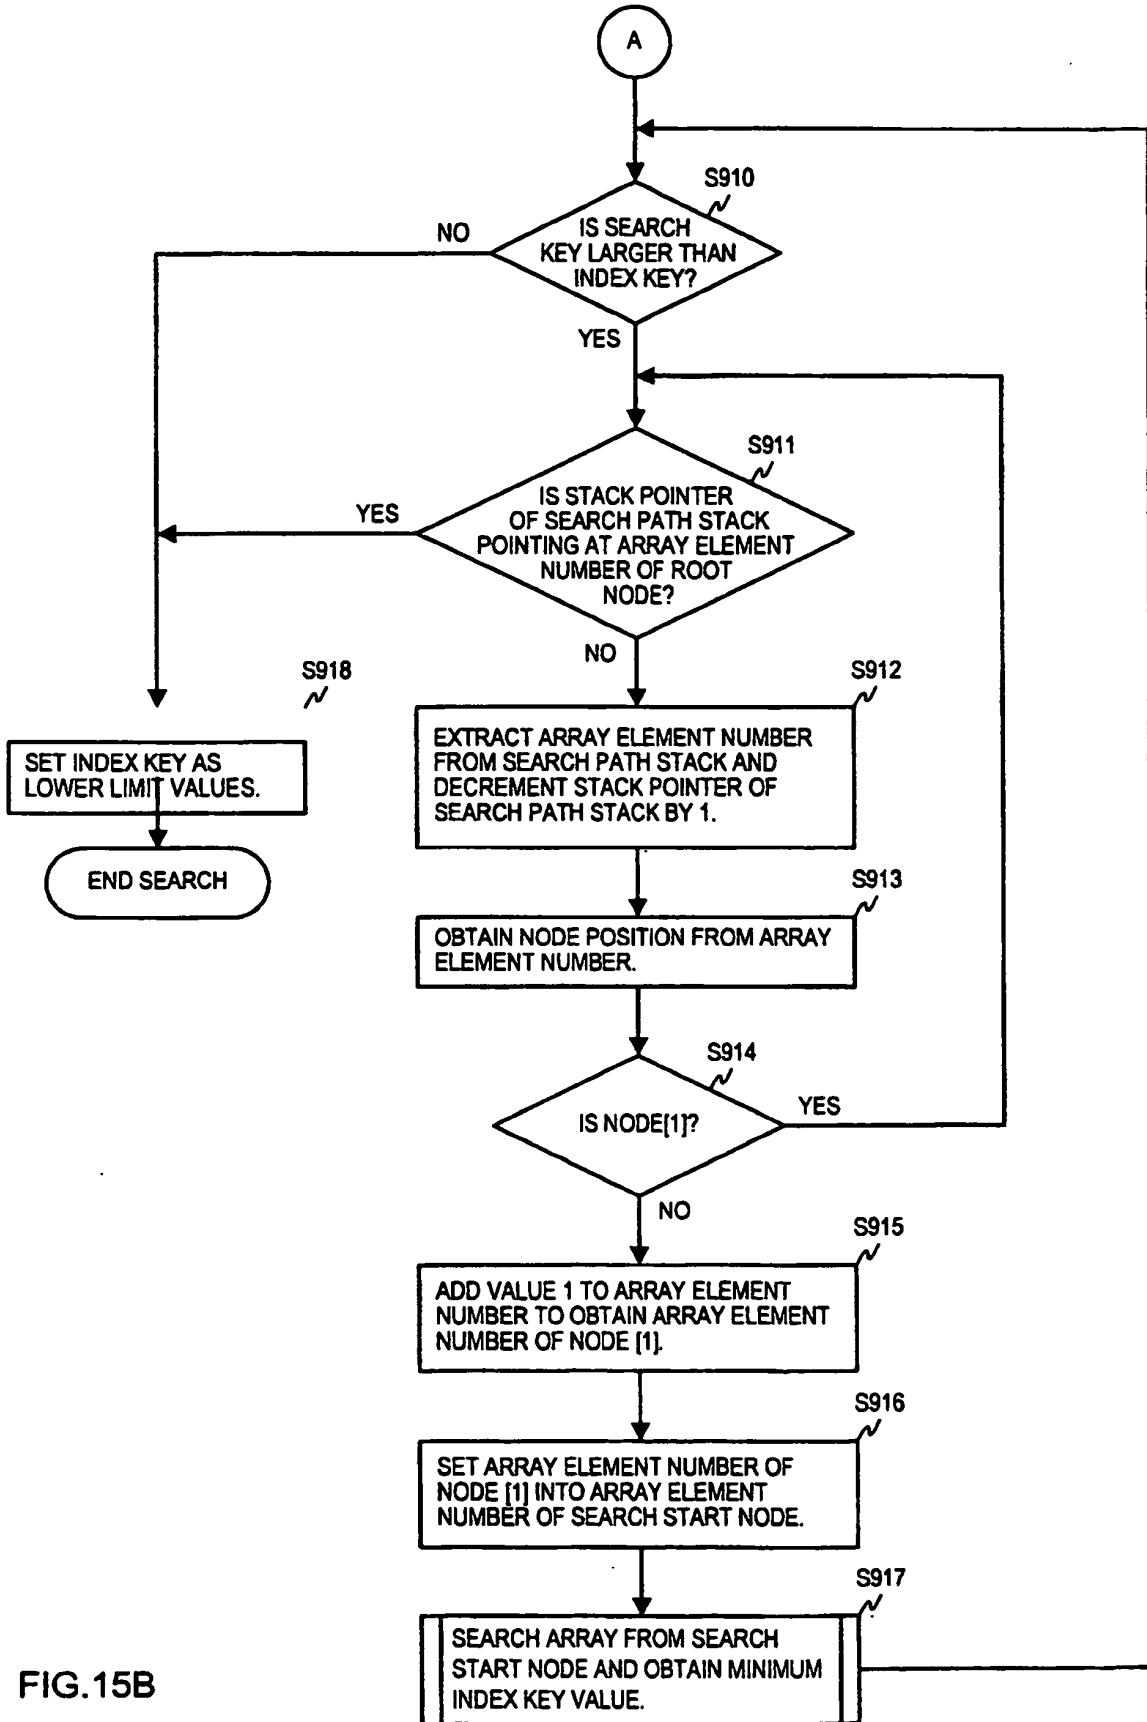 A
S910
IS SEARCH
KEY LARGER THAN
INDEX KEY?
NO
YES
S911
IS STACK POINTER
OF SEARCH PATH STACK
POINTING AT ARRAY ELEMENT
NUMBER OF ROOT
NODE?
YES
NO
S918
SET INDEX KEY AS
LOWER LIMIT VALUES.
END SEARCH
S912
EXTRACT ARRAY ELEMENT NUMBER
FROM SEARCH PATH STACK AND
DECREMENT STACK POINTER OF
SEARCH PATH STACK BY 1.
S913
OBTAIN NODE POSITION FROM ARRAY
ELEMENT NUMBER.
S914
IS NODE[1]?
YES
NO
S915
ADD VALUE 1 TO ARRAY ELEMENT
NUMBER TO OBTAIN ARRAY ELEMENT
NUMBER OF NODE [1].
S916
SET ARRAY ELEMENT NUMBER OF
NODE [1] INTO ARRAY ELEMENT
NUMBER OF SEARCH START NODE.
S917
SEARCH ARRAY FROM SEARCH
START NODE AND OBTAIN MINIMUM
INDEX KEY VALUE.
FIG.15B